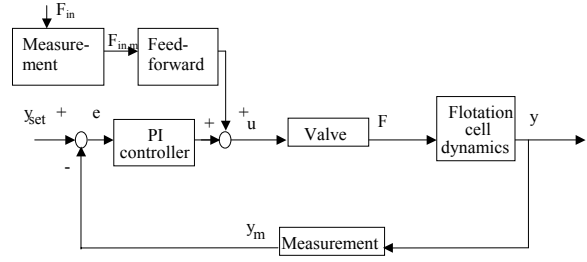 F_in
Measure-
ment
F_in,m
Feed-
forward
y_set
+
e
-
PI
controller
+
+
u
Valve
F
Flotation
cell
dynamics
y
y_m
Measurement